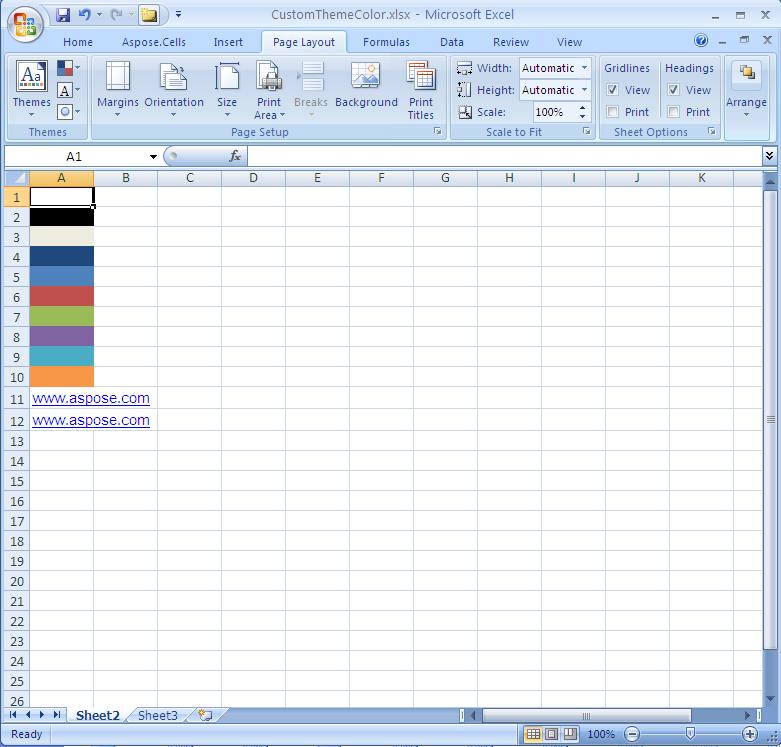 CustomThemeColor.xlsx - Microsoft Excel
Home Aspose.Cells Insert Page Layout Formulas Data Review View
Themes
Aa
A
Themes
Margins Orientation Size Print Area Breaks Background Print Titles
Page Setup
Width: Automatic
Height: Automatic
Scale: 100%
Scale to Fit
Gridlines Headings
View View
Print Print
Sheet Options
Arrange
A1 fx
A B C D E F G H I J K
1
2
3
4
5
6
7
8
9
10
11 www.aspose.com
12 www.aspose.com
13
14
15
16
17
18
19
20
21
22
23
24
25
26
Sheet2 Sheet3
Ready 100%